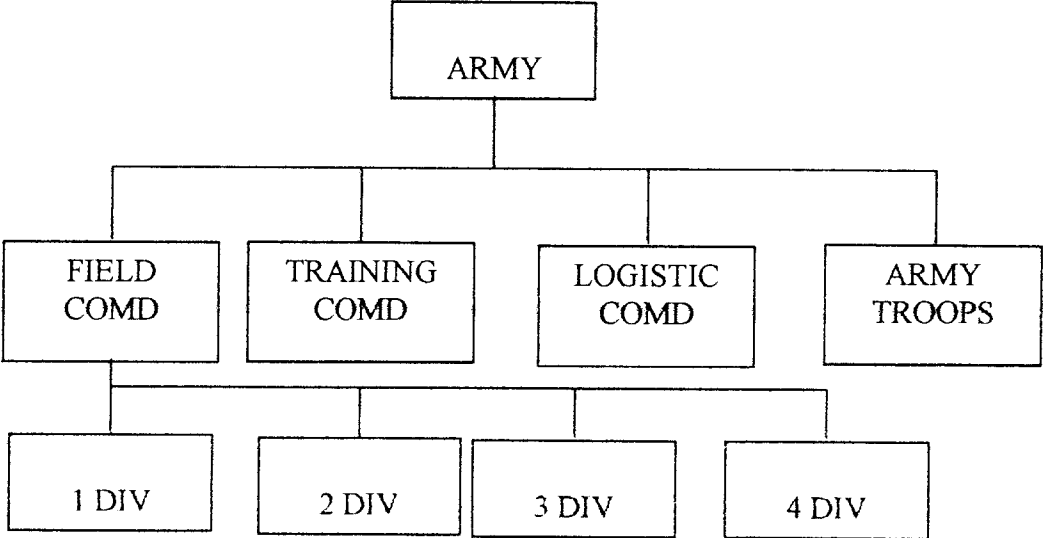 ARMY
FIELD
COMD
TRAINING
COMD
LOGISTIC
COMD
ARMY
TROOPS
1 DIV
2 DIV
3 DIV
4 DIV